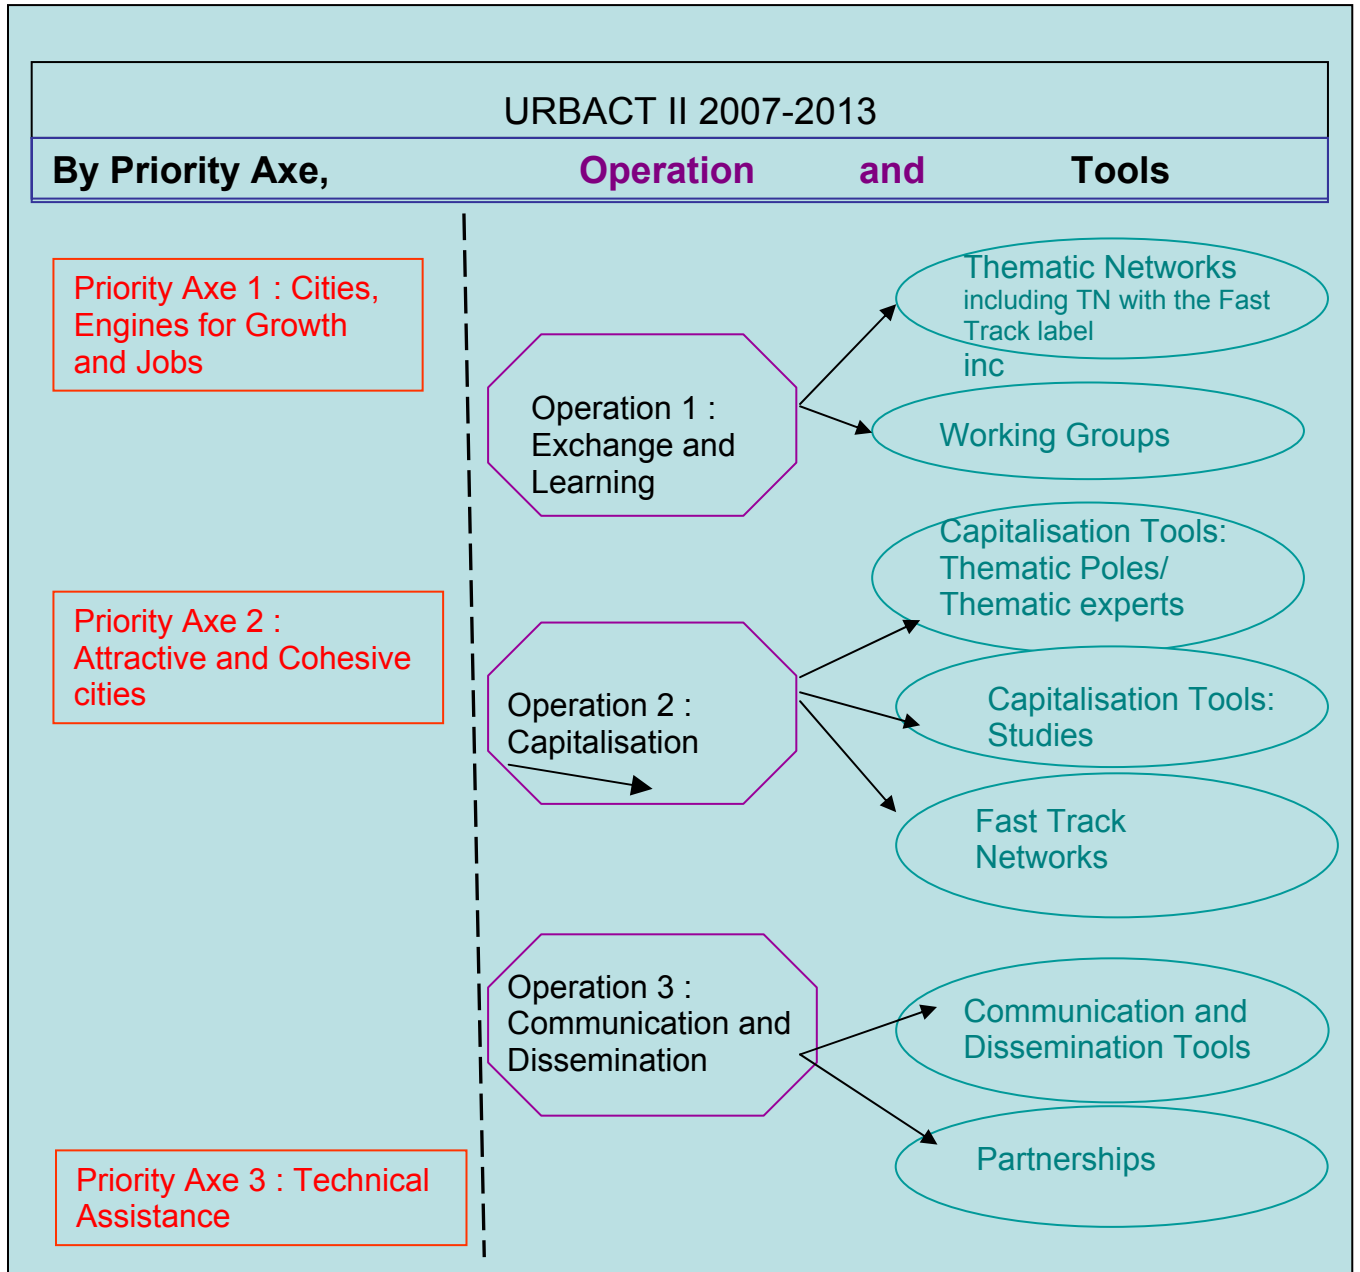 URBACT II 2007-2013
By Priority Axe, Operation and Tools
Priority Axe 1 : Cities,
Engines for Growth
and Jobs
Priority Axe 2 :
Attractive and Cohesive
cities
Priority Axe 3 : Technical
Assistance
Operation 1 :
Exchange and
Learning
Operation 2 :
Capitalisation
Operation 3 :
Communication and
Dissemination
Thematic Networks
including TN with the Fast
Track label
inc
Working Groups
Capitalisation Tools:
Thematic Poles/
Thematic experts
Capitalisation Tools:
Studies
Fast Track
Networks
Communication and
Dissemination Tools
Partnerships